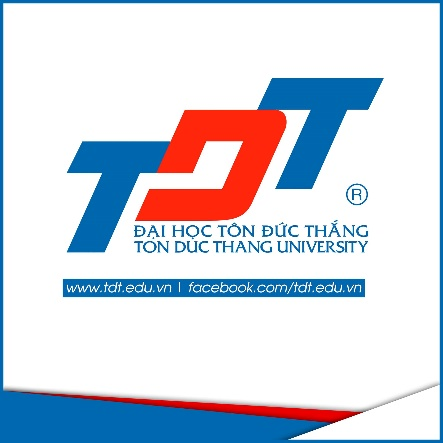 TDT
®
ĐẠI HỌC TÔN ĐỨC THẮNG
TON DUC THANG UNIVERSITY
www.tdt.edu.vn | facebook.com/tdt.edu.vn